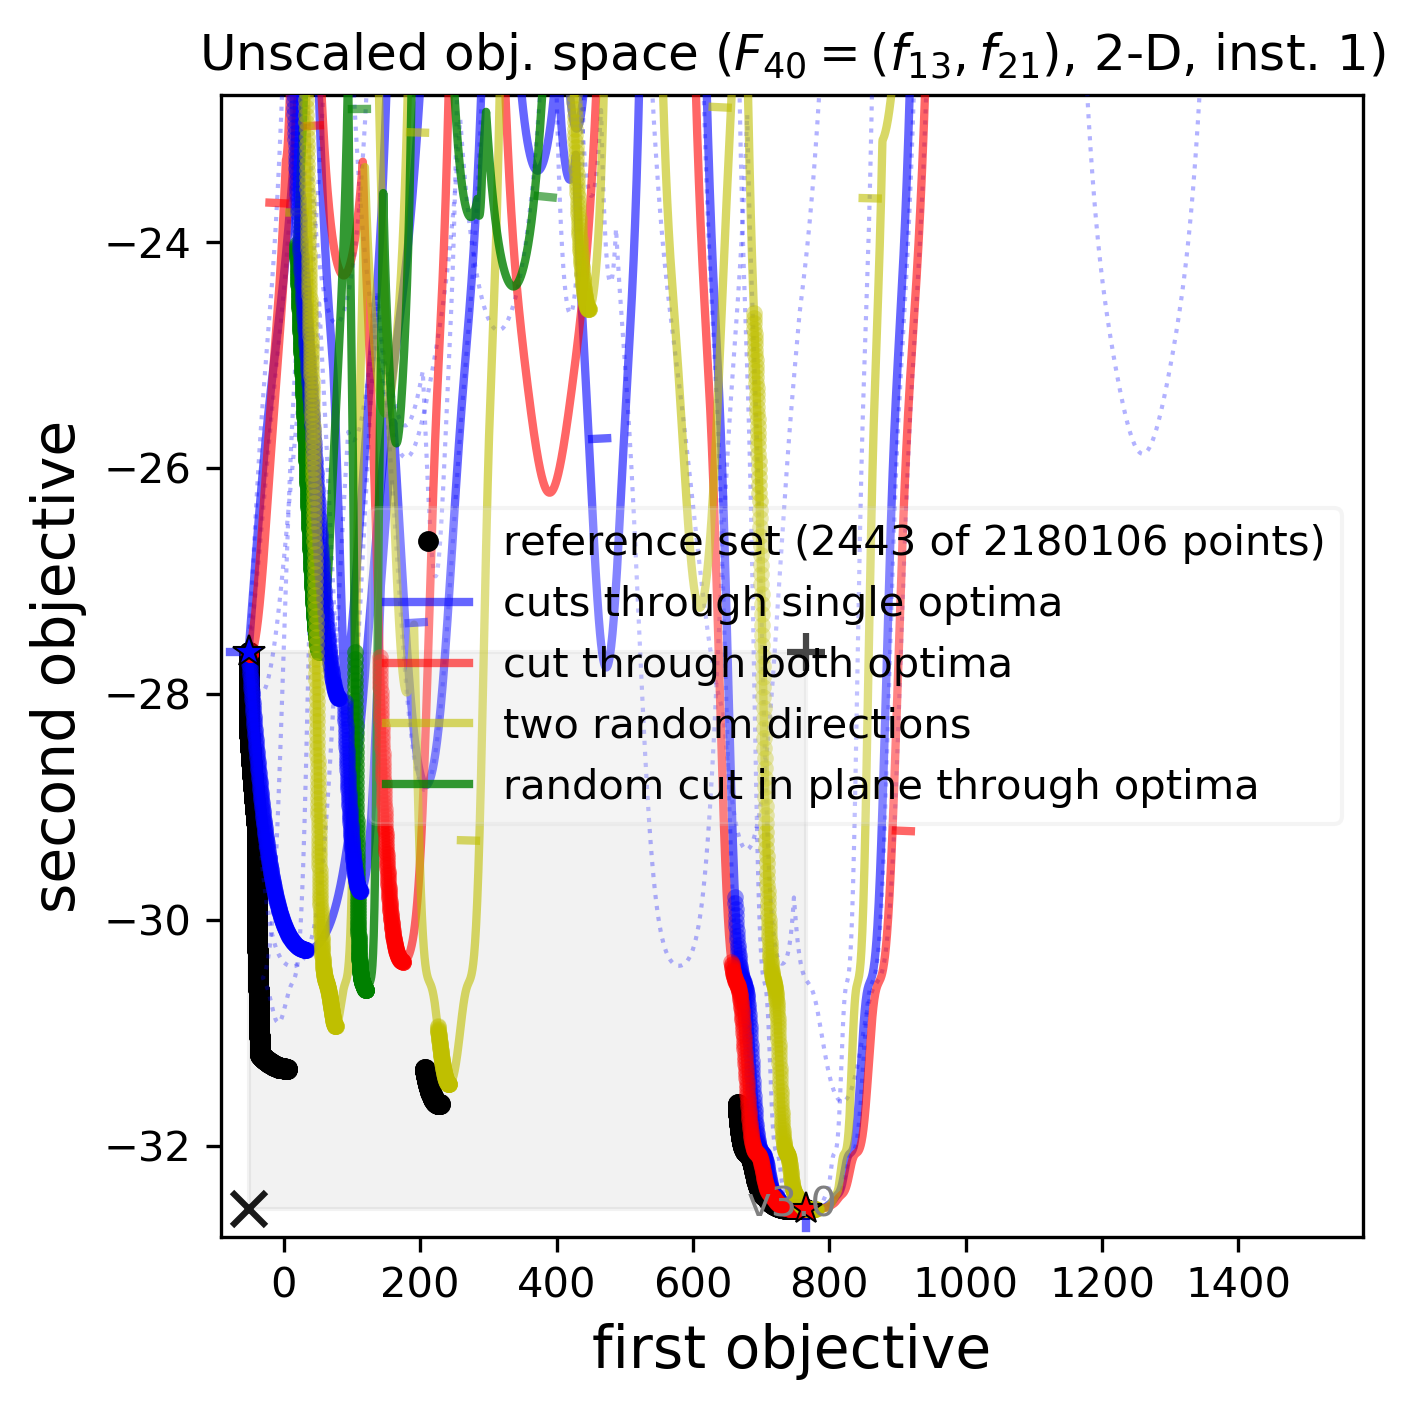 Unscaled obj. space (F₄₀ = (f₁₃, f₂₁), 2-D, inst. 1)
second objective
−24
−26
−28
−30
−32
reference set (2443 of 2180106 points)
cuts through single optima
cut through both optima
two random directions
random cut in plane through optima
v3.0
0 200 400 600 800 1000 1200 1400
first objective